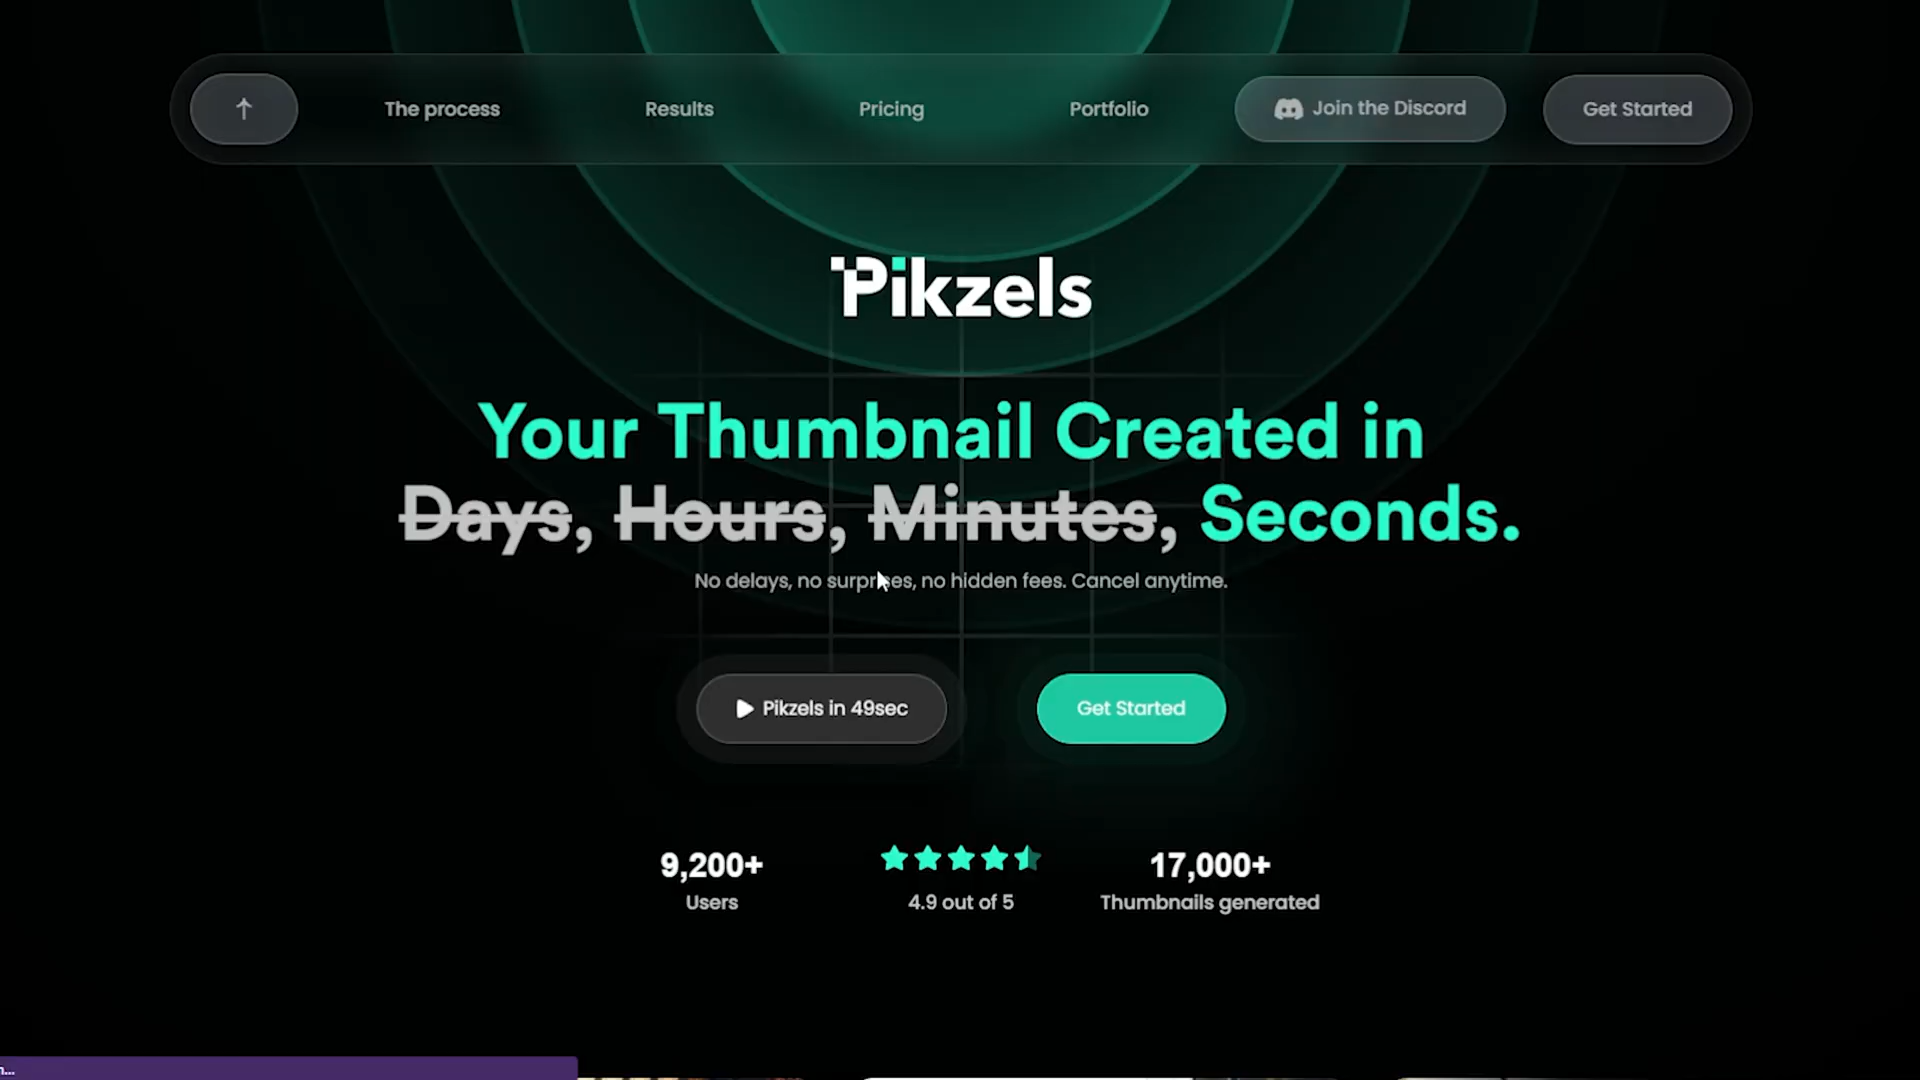 The process
Results
Pricing
Portfolio
Join the Discord
Get Started
Pikzels
Your Thumbnail Created in
Days, Hours, Minutes, Seconds.
No delays, no surprises, no hidden fees. Cancel anytime.
Pikzels in 49sec
Get Started
9,200+
Users
4.9 out of 5
17,000+
Thumbnails generated